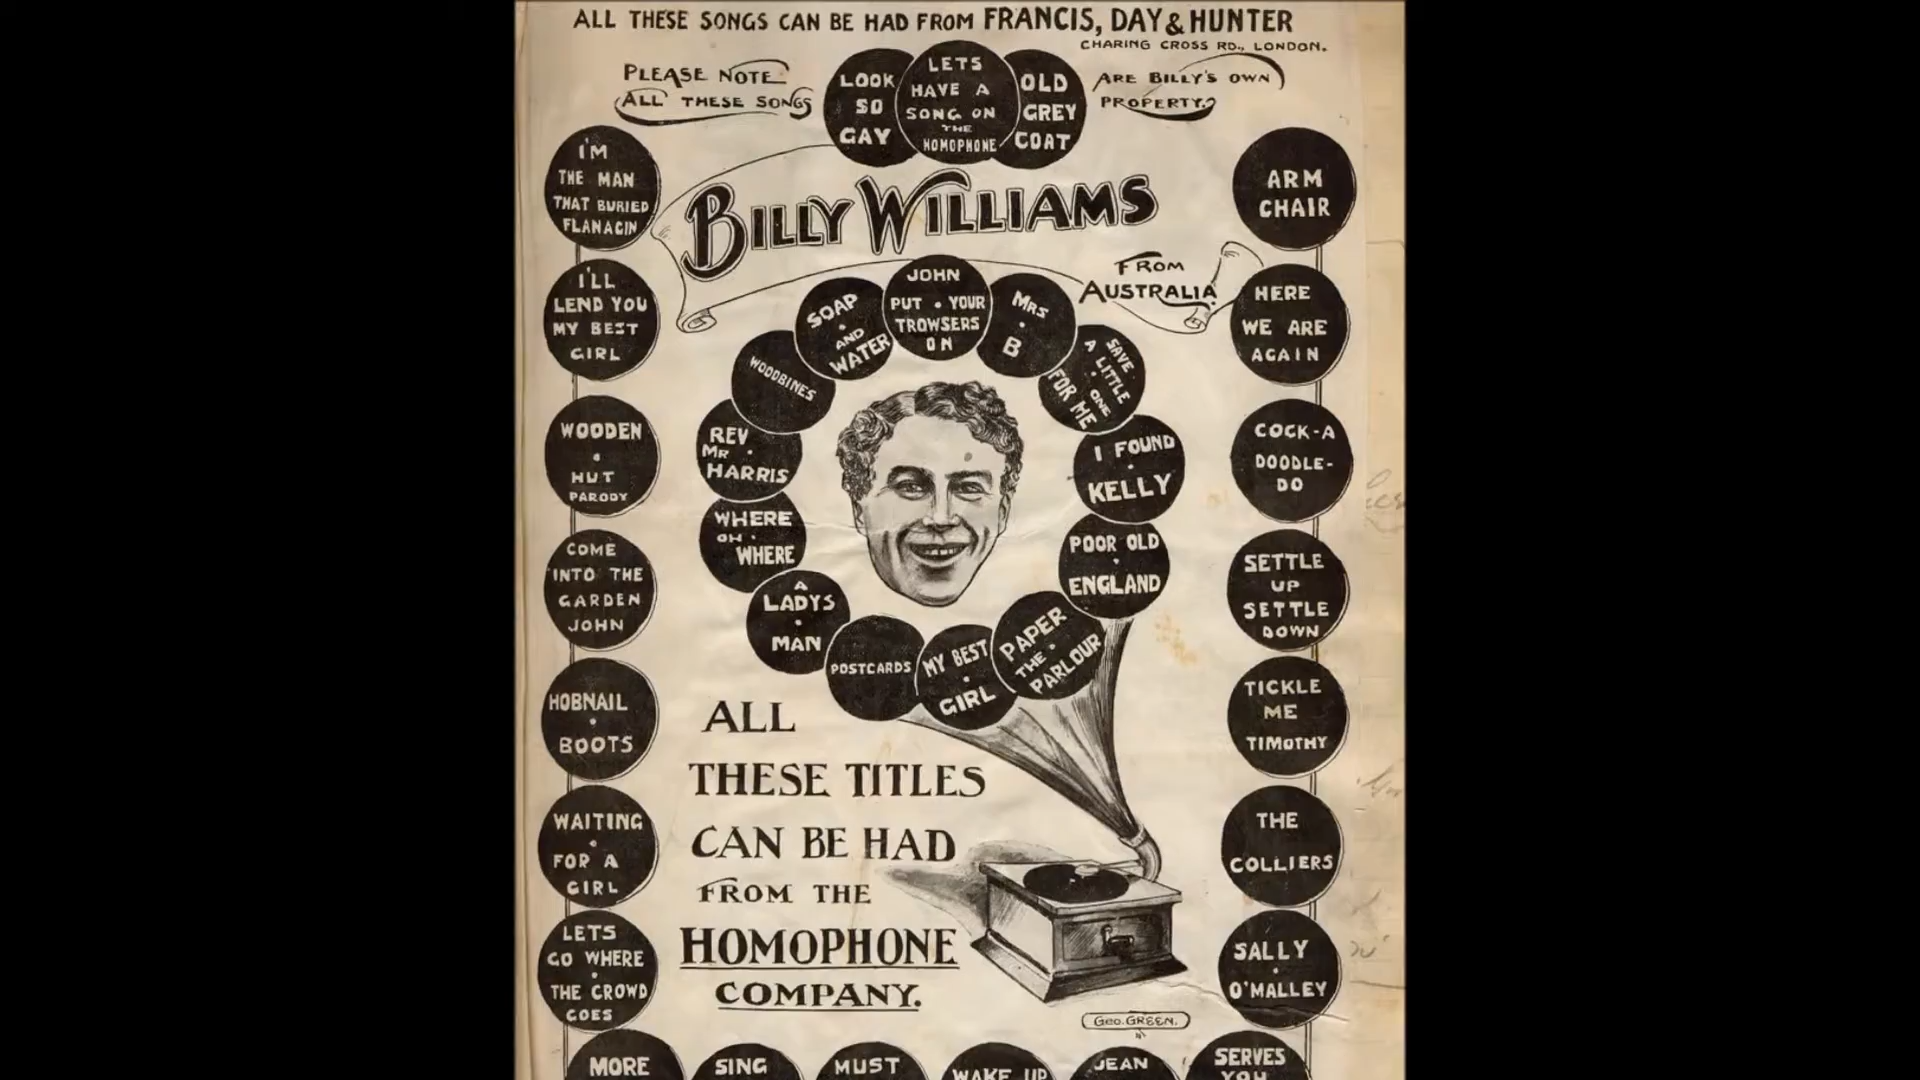 ALL THESE SONGS CAN BE HAD FROM FRANCIS, DAY & HUNTER
CHARING CROSS RD., LONDON.
PLEASE NOTE
ALL THESE SONGS
LOOK
SO
GAY
LETS
HAVE A
SONG ON
THE
HOMOPHONE
OLD
GREY
COAT
ARE BILLY'S OWN
PROPERTY.
I'M
THE MAN
THAT BURIED
FLANAGIN
BILLY WILLIAMS
FROM
AUSTRALIA.
ARM
CHAIR
I'LL
LEND YOU
MY BEST
GIRL
HERE
WE ARE
AGAIN
WOODBINES
SOAP
AND
WATER
JOHN
PUT . YOUR
TROWSERS
ON
MRS
B
SAVE
A LITTLE
ONE
FOR ME
WOODEN
HUT
PARODY
REV
MR
HARRIS
I FOUND
KELLY
COCK-A
DOODLE-
DO
WHERE
OH
WHERE
POOR OLD
ENGLAND
COME
INTO THE
GARDEN
JOHN
A
LADYS
MAN
POSTCARDS
MY BEST
GIRL
PAPER
THE
PARLOUR
SETTLE
UP
SETTLE
DOWN
HOBNAIL
BOOTS
TICKLE
ME
TIMOTHY
ALL
THESE TITLES
CAN BE HAD
FROM THE
HOMOPHONE
COMPANY.
WAITING
FOR A
GIRL
THE
COLLIERS
LETS
GO WHERE
THE CROWD
GOES
SALLY
O'MALLEY
GEO. GREEN.
MORE
SING
MUST
WAKE UP
JEAN
SERVES
YOU